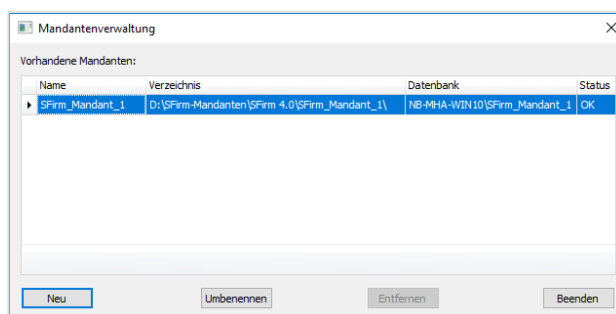 Mandantenverwaltung
Vorhandene Mandanten:
Name Verzeichnis Datenbank Status
SFirm_Mandant_1 D:\SFirm-Mandanten\SFirm 4.0\SFirm_Mandant_1\ NB-MHA-WIN10\SFirm_Mandant_1 OK
Neu Umbenennen Entfernen Beenden